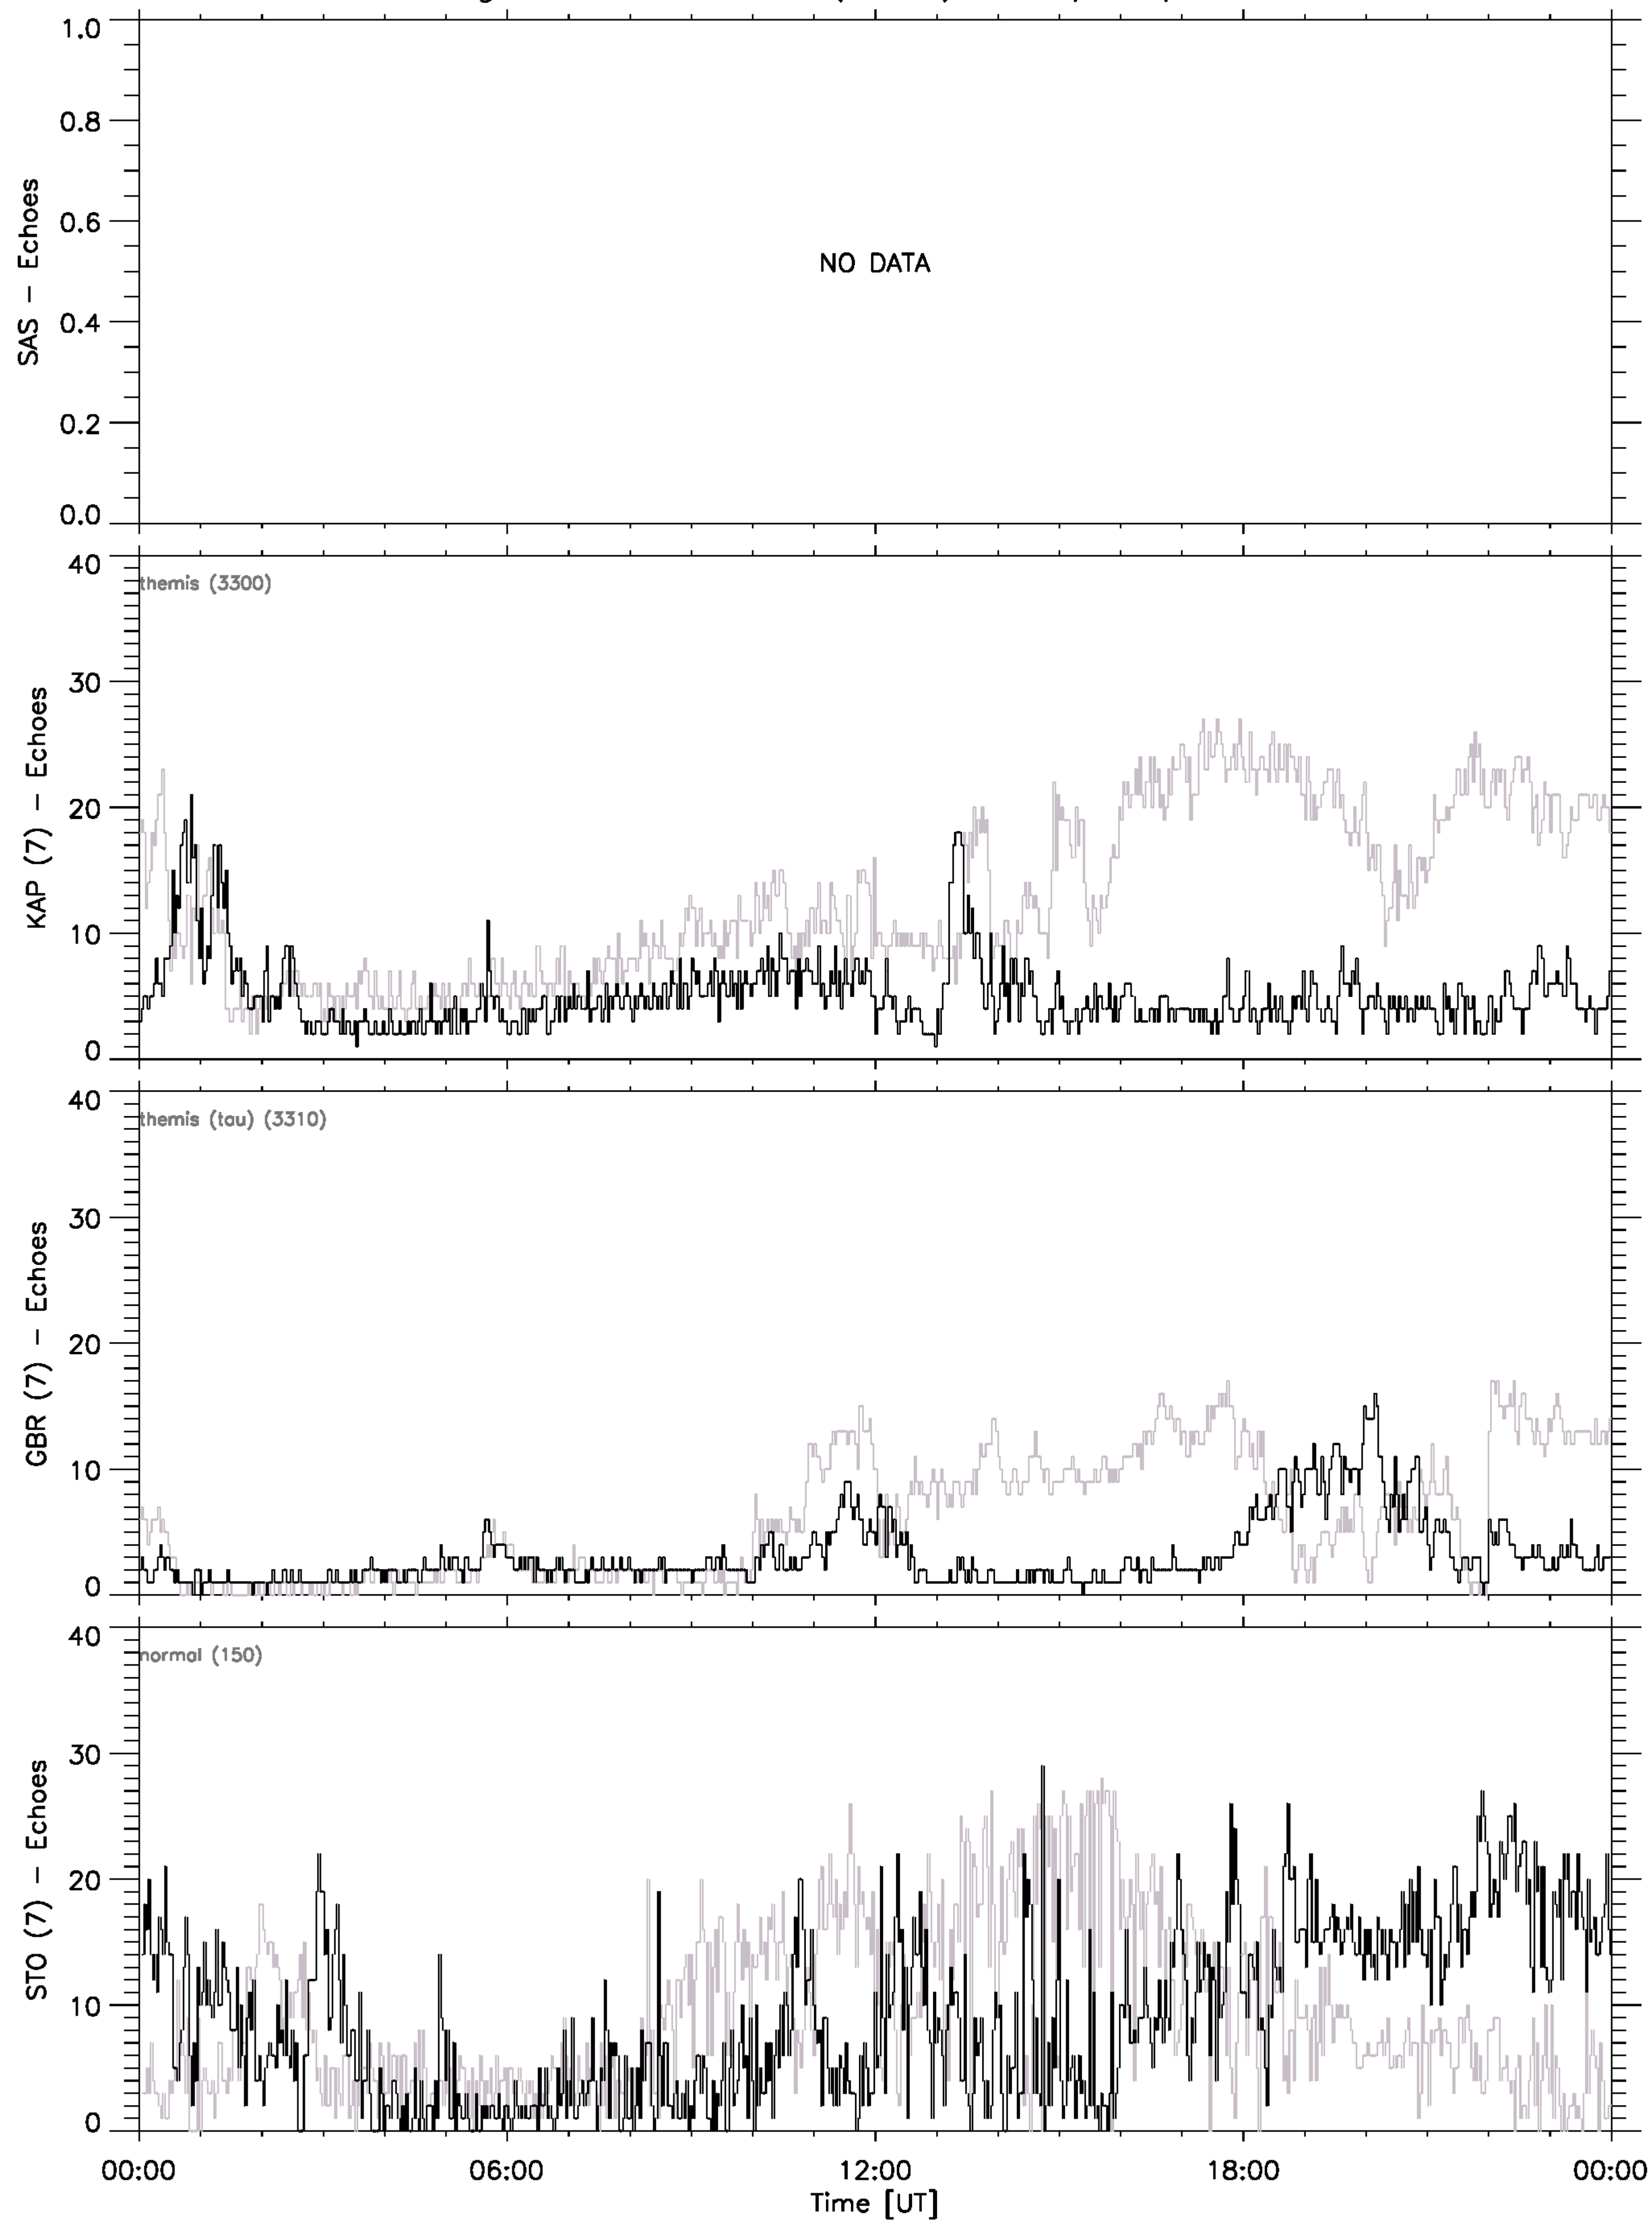 1.0
0.8
0.6
0.4
0.2
0.0
SAS – Echoes
NO DATA
40
30
20
10
0
KAP (7) – Echoes
themis (3300)
40
30
20
10
0
GBR (7) – Echoes
themis (tau) (3310)
40
30
20
10
0
STO (7) – Echoes
normal (150)
00:00 06:00 12:00 18:00 00:00
Time [UT]